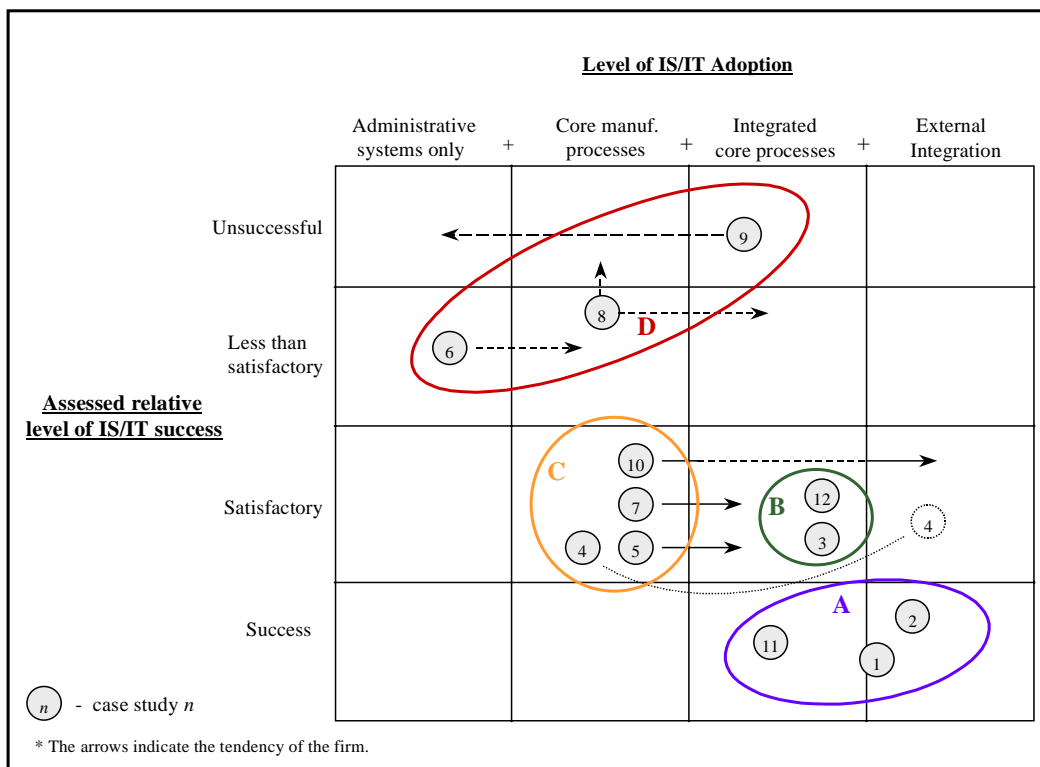 Level of IS/IT Adoption
Administrative
systems only
+
Core manuf.
processes
+
Integrated
core processes
+
External
Integration
Unsuccessful
9
8
D
6
Less than
satisfactory
Assessed relative
level of IS/IT success
10
C
7
12
B
Satisfactory
4
5
3
4
A
Success
2
11
1
n - case study n
* The arrows indicate the tendency of the firm.